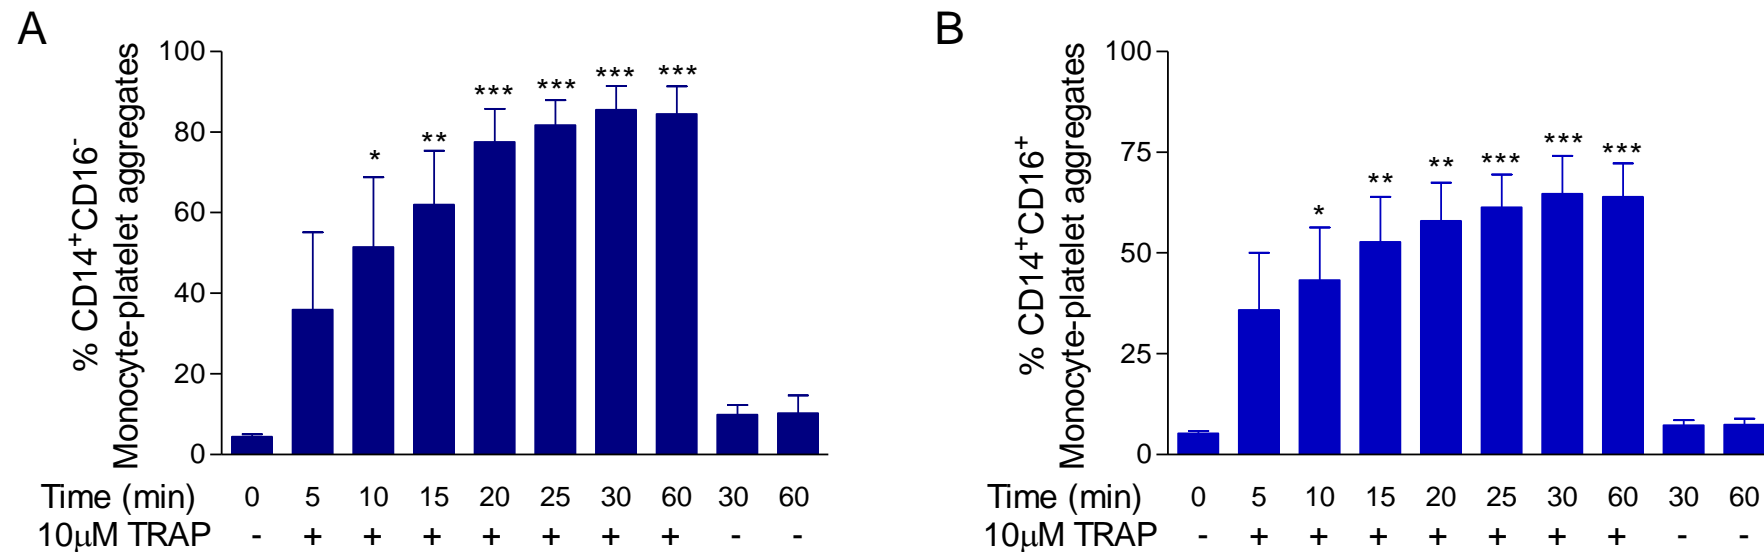 A
% CD14⁺CD16⁻
Monocyte-platelet aggregates
100
80
60
40
20
0
*
**
***
***
***
***
Time (min) 0 5 10 15 20 25 30 60 30 60
10µM TRAP - + + + + + + + - -
B
% CD14⁺CD16⁺
Monocyte-platelet aggregates
100
75
50
25
0
*
**
**
***
***
***
Time (min) 0 5 10 15 20 25 30 60 30 60
10µM TRAP - + + + + + + + - -